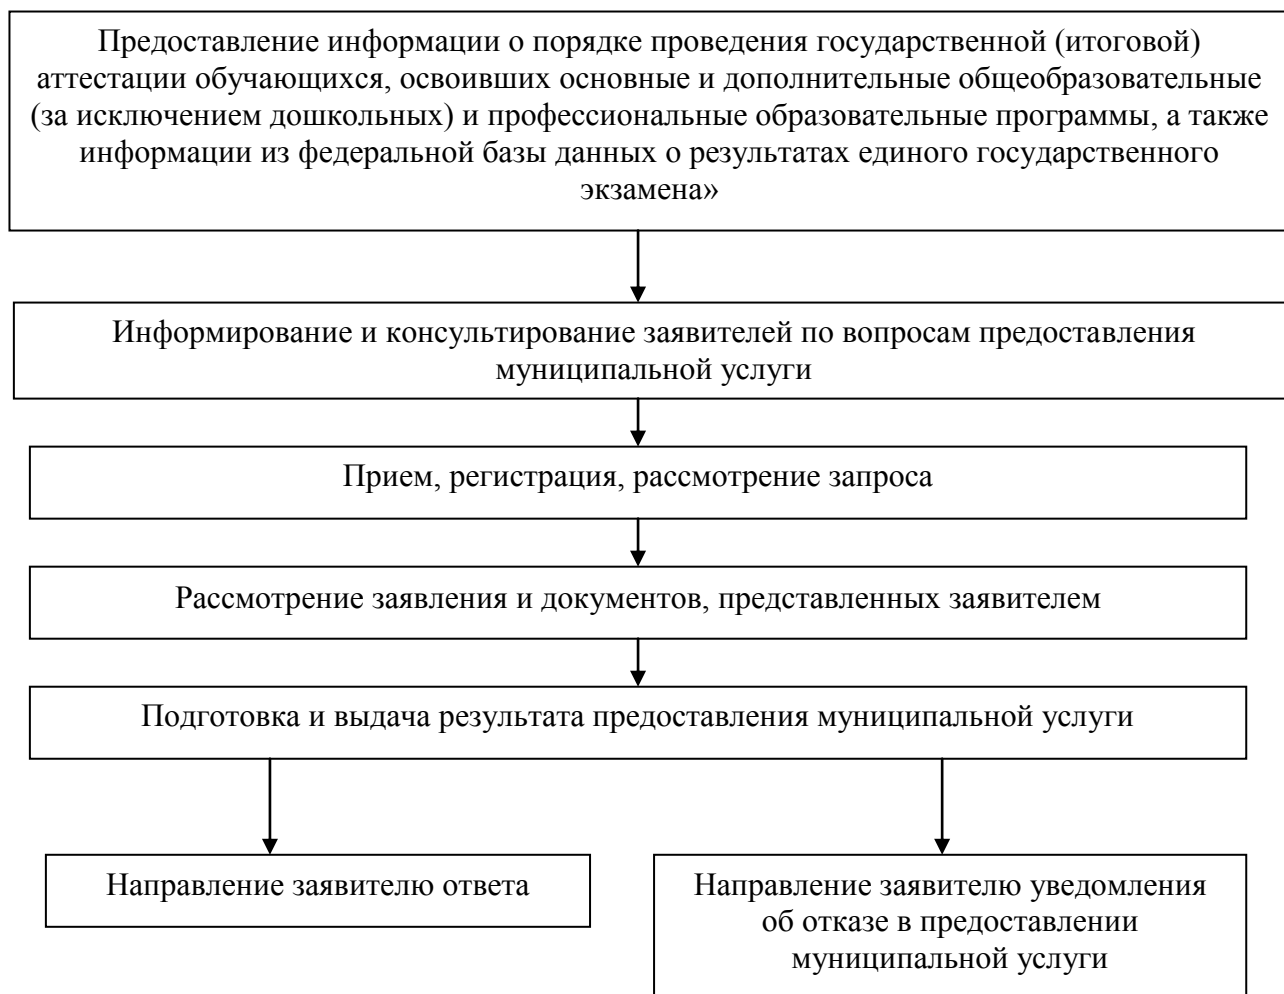 Предоставление информации о порядке проведения государственной (итоговой)
аттестации обучающихся, освоивших основные и дополнительные общеобразовательные
(за исключением дошкольных) и профессиональные образовательные программы, а также
информации из федеральной базы данных о результатах единого государственного
экзамена»
Информирование и консультирование заявителей по вопросам предоставления
муниципальной услуги
Прием, регистрация, рассмотрение запроса
Рассмотрение заявления и документов, представленных заявителем
Подготовка и выдача результата предоставления муниципальной услуги
Направление заявителю ответа
Направление заявителю уведомления
об отказе в предоставлении
муниципальной услуги